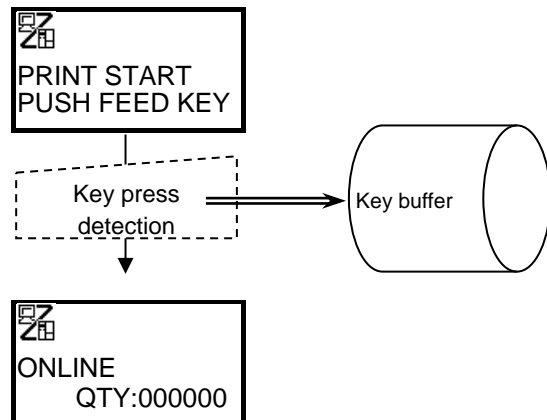 PRINT START
PUSH FEED KEY
Key press
detection
Key buffer
ONLINE
QTY:000000